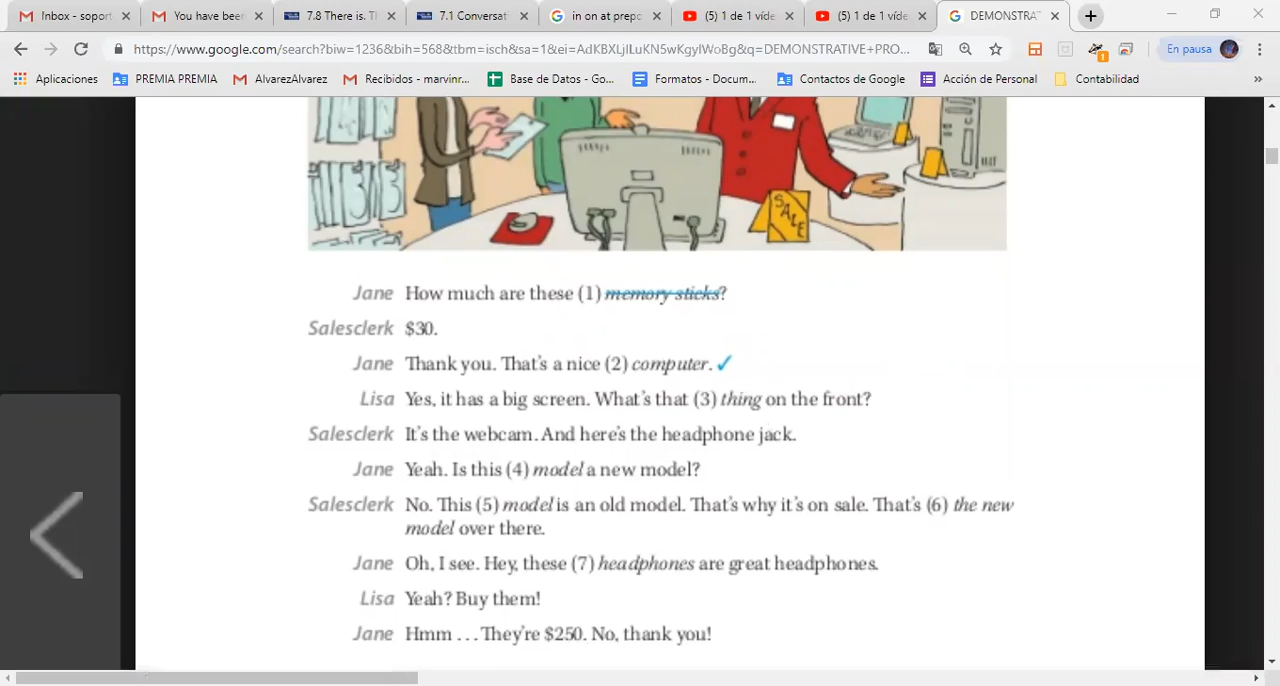 Inbox - soport
You have beer
7.8 There is. T
7.1 Conversat
in on at prepo
(5) 1 de 1 víde
(5) 1 de 1 víde
DEMONSTRA
https://www.google.com/search?biw=1236&bih=568&tbm=isch&sa=1&ei=AdKBXLjlLuKN5wKgyIWoBg&q=DEMONSTRATIVE+PRO...
En pausa
Aplicaciones
PREMIA PREMIA
AlvarezAlvarez
Recibidos - marvinr...
Base de Datos - Go...
Formatos - Docum...
Contactos de Google
Acción de Personal
Contabilidad
»
SALE
Jane How much are these (1) memory sticks?
Salesclerk $30.
Jane Thank you. That's a nice (2) computer. ✓
Lisa Yes, it has a big screen. What's that (3) thing on the front?
Salesclerk It's the webcam. And here's the headphone jack.
Jane Yeah. Is this (4) model a new model?
Salesclerk No. This (5) model is an old model. That's why it's on sale. That's (6) the new
model over there.
Jane Oh, I see. Hey, these (7) headphones are great headphones.
Lisa Yeah? Buy them!
Jane Hmm . . . They're $250. No, thank you!